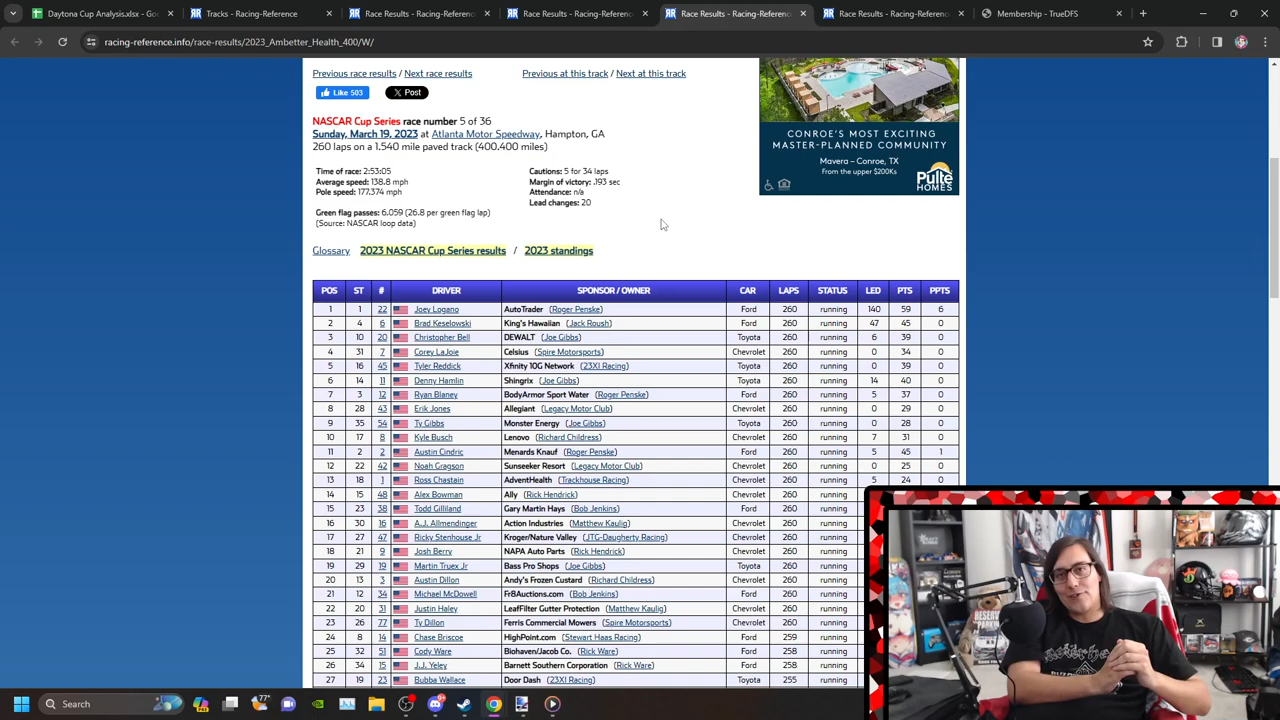 Daytona Cup Analysis.xlsx - Goo
Tracks - Racing-Reference
Race Results - Racing-Reference
Race Results - Racing-Reference
Race Results - Racing-Reference
Race Results - Racing-Reference
Membership - TrueDFS
racing-reference.info/race-results/2023_Ambetter_Health_400/W/
Previous race results / Next race results Previous at this track / Next at this track
Like 503 X Post
NASCAR Cup Series race number 5 of 36
Sunday, March 19, 2023 at Atlanta Motor Speedway, Hampton, GA
260 laps on a 1.540 mile paved track (400.400 miles)
Time of race: 2:53:05 Cautions: 5 for 34 laps
Average speed: 138.8 mph Margin of victory: .193 sec
Pole speed: 177.374 mph Attendance: n/a
Lead changes: 20
Green flag passes: 6.059 (26.8 per green flag lap)
(Source: NASCAR loop data)
CONROE'S MOST EXCITING
MASTER-PLANNED COMMUNITY
Mavera – Conroe, TX
From the upper $200Ks
Pulte
HOMES
Glossary 2023 NASCAR Cup Series results / 2023 standings
POS ST # DRIVER SPONSOR / OWNER CAR LAPS STATUS LED PTS PPTS
1 1 22 Joey Logano AutoTrader (Roger Penske) Ford 260 running 140 59 6
2 4 6 Brad Keselowski King's Hawaiian (Jack Roush) Ford 260 running 47 45 0
3 10 20 Christopher Bell DEWALT (Joe Gibbs) Toyota 260 running 6 39 0
4 31 7 Corey LaJoie Celsius (Spire Motorsports) Chevrolet 260 running 0 34 0
5 16 45 Tyler Reddick Xfinity 10G Network (23XI Racing) Toyota 260 running 0 39 0
6 14 11 Denny Hamlin Shingrix (Joe Gibbs) Toyota 260 running 14 40 0
7 3 12 Ryan Blaney BodyArmor Sport Water (Roger Penske) Ford 260 running 5 37 0
8 28 43 Erik Jones Allegiant (Legacy Motor Club) Chevrolet 260 running 0 29 0
9 35 54 Ty Gibbs Monster Energy (Joe Gibbs) Toyota 260 running 0 28 0
10 17 8 Kyle Busch Lenovo (Richard Childress) Chevrolet 260 running 7 31 0
11 2 2 Austin Cindric Menards Knauf (Roger Penske) Ford 260 running 5 45 1
12 22 42 Noah Gragson Sunseeker Resort (Legacy Motor Club) Chevrolet 260 running 0 25 0
13 18 1 Ross Chastain AdventHealth (Trackhouse Racing) Chevrolet 260 running 5 24 0
14 15 48 Alex Bowman Ally (Rick Hendrick) Chevrolet 260 running
15 23 38 Todd Gilliland Gary Martin Hays (Bob Jenkins) Ford 260 running
16 30 16 A.J. Allmendinger Action Industries (Matthew Kaulig) Chevrolet 260 running
17 27 47 Ricky Stenhouse Jr Kroger/Nature Valley (JTG-Daugherty Racing) Chevrolet 260 running
18 21 9 Josh Berry NAPA Auto Parts (Rick Hendrick) Chevrolet 260 running
19 29 19 Martin Truex Jr Bass Pro Shops (Joe Gibbs) Toyota 260 running
20 13 3 Austin Dillon Andy's Frozen Custard (Richard Childress) Chevrolet 260 running
21 12 34 Michael McDowell Fr8Auctions.com (Bob Jenkins) Ford 260 running
22 20 31 Justin Haley LeafFilter Gutter Protection (Matthew Kaulig) Chevrolet 260 running
23 26 77 Ty Dillon Ferris Commercial Mowers (Spire Motorsports) Chevrolet 260 running
24 8 14 Chase Briscoe HighPoint.com (Stewart Haas Racing) Ford 259 running
25 32 51 Cody Ware Biohaven/Jacob Co. (Rick Ware) Ford 258 running
26 34 15 J.J. Yeley Barnett Southern Corporation (Rick Ware) Ford 258 running
27 19 23 Bubba Wallace Door Dash (23XI Racing) Toyota 255 running
RESERVED
PARKING
Search
77°